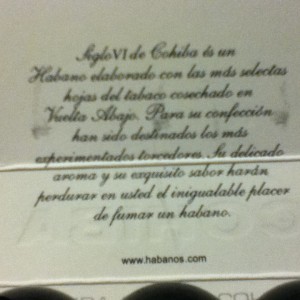 Siglo VI de Cohiba és un
Habano elaborado con las más selectas
hojas del tabaco cosechado en
Vuelta Abajo. Para su confección
han sido destinados los más
experimentados torcedores. Su delicado
aroma y su exquisito sabor harán
perdurar en usted el inigualable placer
de fumar un habano.
www.habanos.com